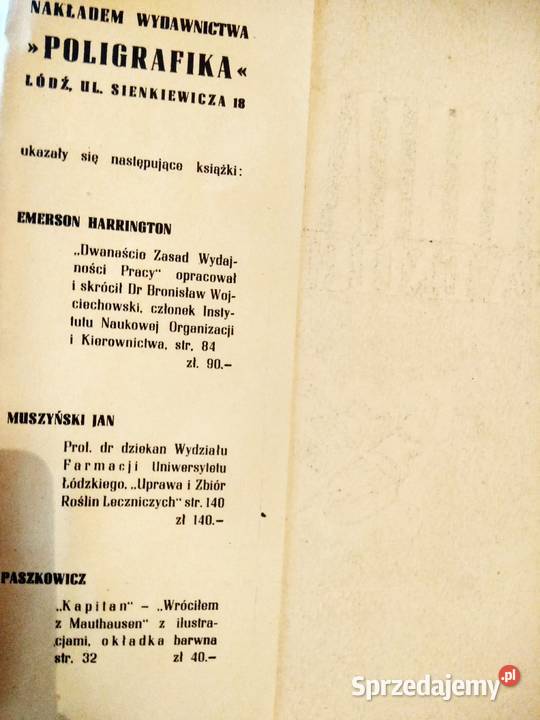 NAKŁADEM WYDAWNICTWA
»POLIGRAFIKA«
ŁÓDŹ, UL. SIENKIEWICZA 18
ukazały się następujące książki:
EMERSON HARRINGTON
„Dwanaście Zasad Wydaj-
ności Pracy" opracował
i skrócił Dr Bronisław Woj-
ciechowski, członek Insty-
tutu Naukowej Organizacji
i Kierownictwa, str. 84
zł. 90.–
MUSZYŃSKI JAN
Prof. dr dziekan Wydziału
Farmacji Uniwersytetu
Łódzkiego. „Uprawa i Zbiór
Roślin Leczniczych" str. 140
zł 140.–
PASZKOWICZ
„Kapitan" – „Wróciłem
z Mauthausen" z ilustra-
cjami, okładka barwna
str. 32 zł 40.–
Sprzedajemy.pl